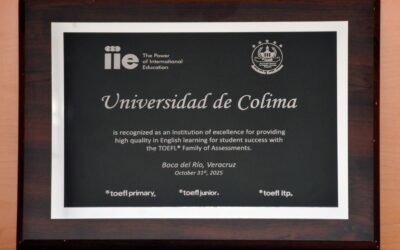 iie
The Power
of International
Education
Universidad de Colima
is recognized as an Institution of excellence for providing
high quality in English learning for student success with
the TOEFL® Family of Assessments.
Boca del Río, Veracruz
October 31st, 2025
toefl primary.
toefl junior.
toefl itp.